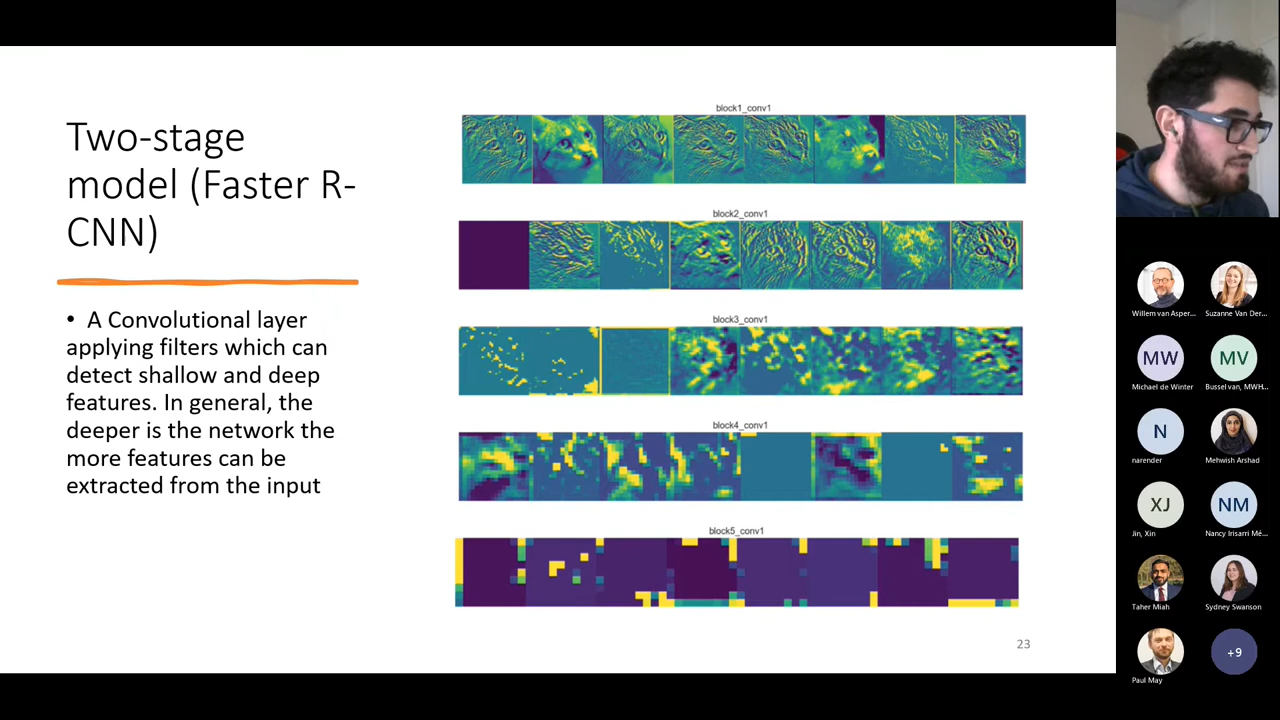 Two-stage
model (Faster R-
CNN)
• A Convolutional layer
applying filters which can
detect shallow and deep
features. In general, the
deeper is the network the
more features can be
extracted from the input
block1_conv1
block2_conv1
block3_conv1
block4_conv1
block5_conv1
23
Willem van Asper...
Suzanne Van Der...
MW
MV
Michael de Winter
Bussel van, MWH...
N
narender
Mehwish Arshad
XJ
NM
Jin, Xin
Nancy Irisarri Mé...
Taher Miah
Sydney Swanson
+9
Paul May